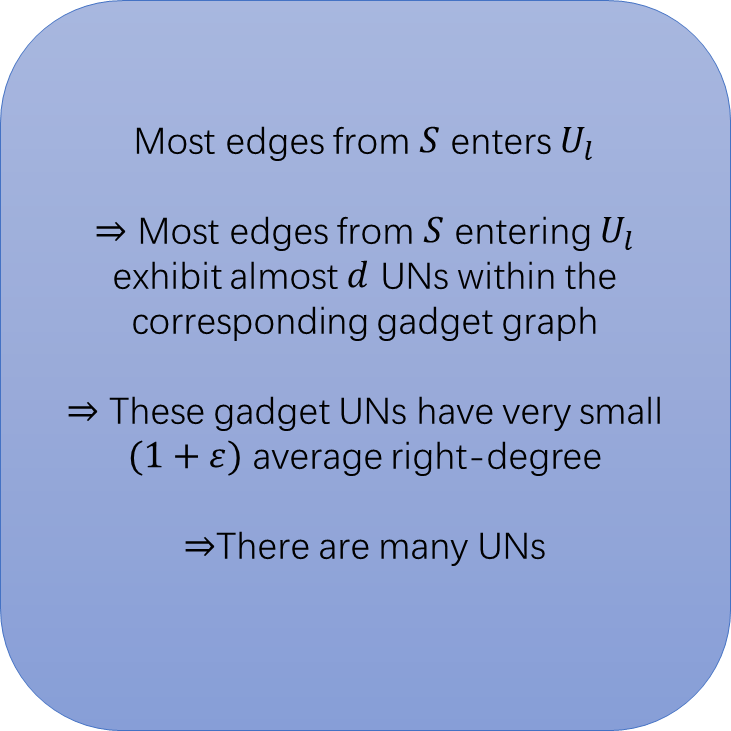 Most edges from S enters U_l
⇒ Most edges from S entering U_l
exhibit almost d UNs within the
corresponding gadget graph
⇒ These gadget UNs have very small
(1 + ε) average right-degree
⇒There are many UNs